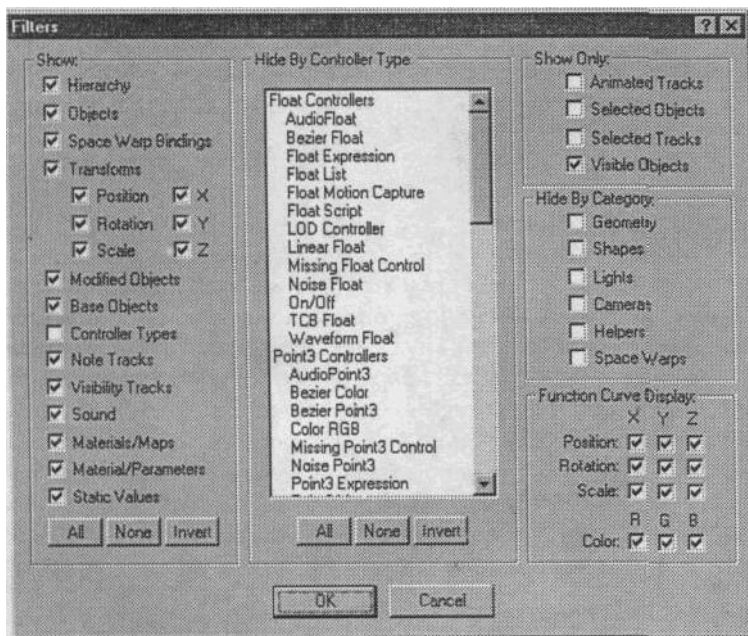 Filters
Show:
Hierarchy
Objects
Space Warp Bindings
Transforms
Position X
Rotation Y
Scale Z
Modified Objects
Base Objects
Controller Types
Note Tracks
Visibility Tracks
Sound
Materials/Maps
Material/Parameters
Static Values
All None Invert
Hide By Controller Type
Float Controllers
AudioFloat
Bezier Float
Float Expression
Float List
Float Motion Capture
Float Script
LOD Controller
Linear Float
Missing Float Control
Noise Float
On/Off
TCB Float
Waveform Float
Point3 Controllers
AudioPoint3
Bezier Color
Bezier Point3
Color RGB
Missing Point3 Control
Noise Point3
Point3 Expression
All None Invert
Show Only:
Animated Tracks
Selected Objects
Selected Tracks
Visible Objects
Hide By Category:
Geometry
Shapes
Lights
Cameras
Helpers
Space Warps
Function Curve Display:
X Y Z
Position:
Rotation:
Scale:
R G B
Color:
OK Cancel